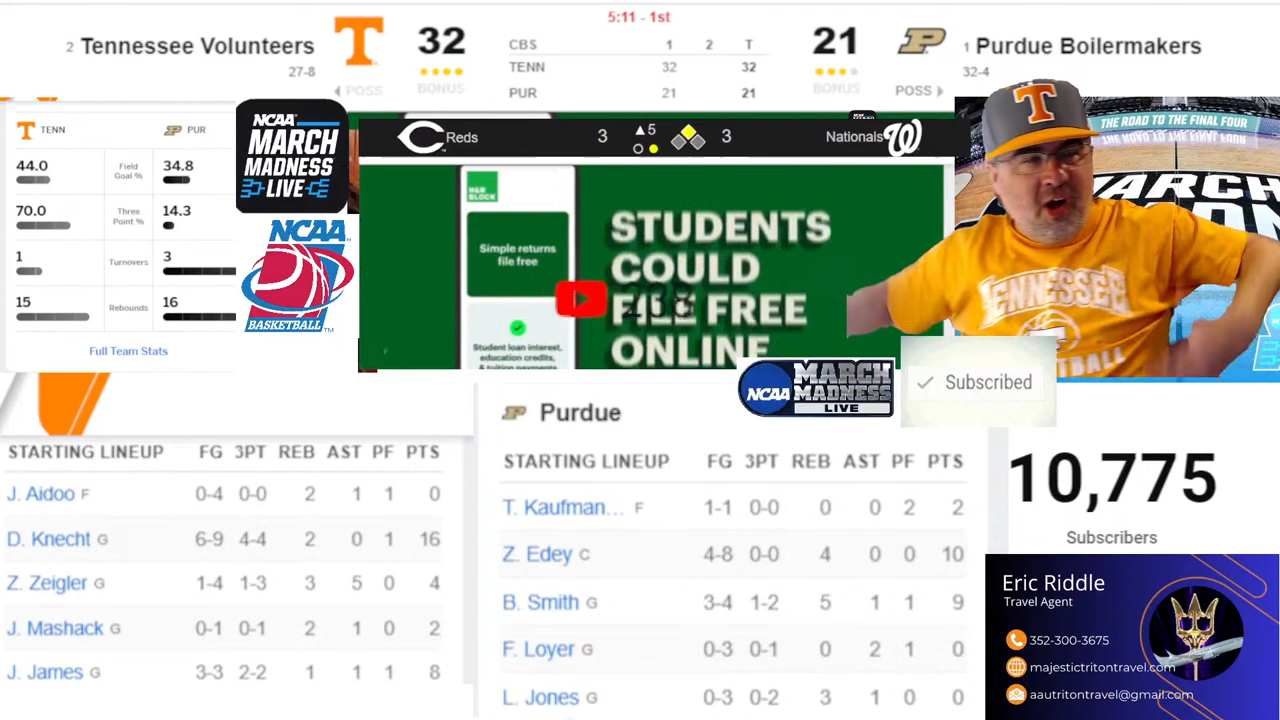 5:11 - 1st
2 Tennessee Volunteers
27-8
T
32
BONUS
POSS
CBS 1 2 T
TENN 32 32
PUR 21 21
21
BONUS
POSS
P
1 Purdue Boilermakers
32-4
T TENN
P PUR
44.0 Field Goal % 34.8
70.0 Three Point % 14.3
1 Turnovers 3
15 Rebounds 16
Full Team Stats
NCAA
MARCH
MADNESS
LIVE
NCAA
BASKETBALL
TM
C Reds 3 ▲5 3 Nationals W
H&R
BLOCK
Simple returns
file free
Student loan interest,
education credits,
& tuition payments
STUDENTS
COULD
FILE FREE
ONLINE
238
THE ROAD TO THE FINAL FOUR
T
TENNESSEE
NCAA
MARCH
MADNESS
LIVE
✓ Subscribed
STARTING LINEUP FG 3PT REB AST PF PTS
J. Aidoo F 0-4 0-0 2 1 1 0
D. Knecht G 6-9 4-4 2 0 1 16
Z. Zeigler G 1-4 1-3 3 5 0 4
J. Mashack G 0-1 0-1 2 1 0 2
J. James G 3-3 2-2 1 1 1 8
P Purdue
STARTING LINEUP FG 3PT REB AST PF PTS
T. Kaufman... F 1-1 0-0 0 0 2 2
Z. Edey C 4-8 0-0 4 0 0 10
B. Smith G 3-4 1-2 5 1 1 9
F. Loyer G 0-3 0-1 0 2 1 0
L. Jones G 0-3 0-2 3 1 0 0
10,775
Subscribers
Eric Riddle
Travel Agent
352-300-3675
majestictritontravel.com
aautritontravel@gmail.com